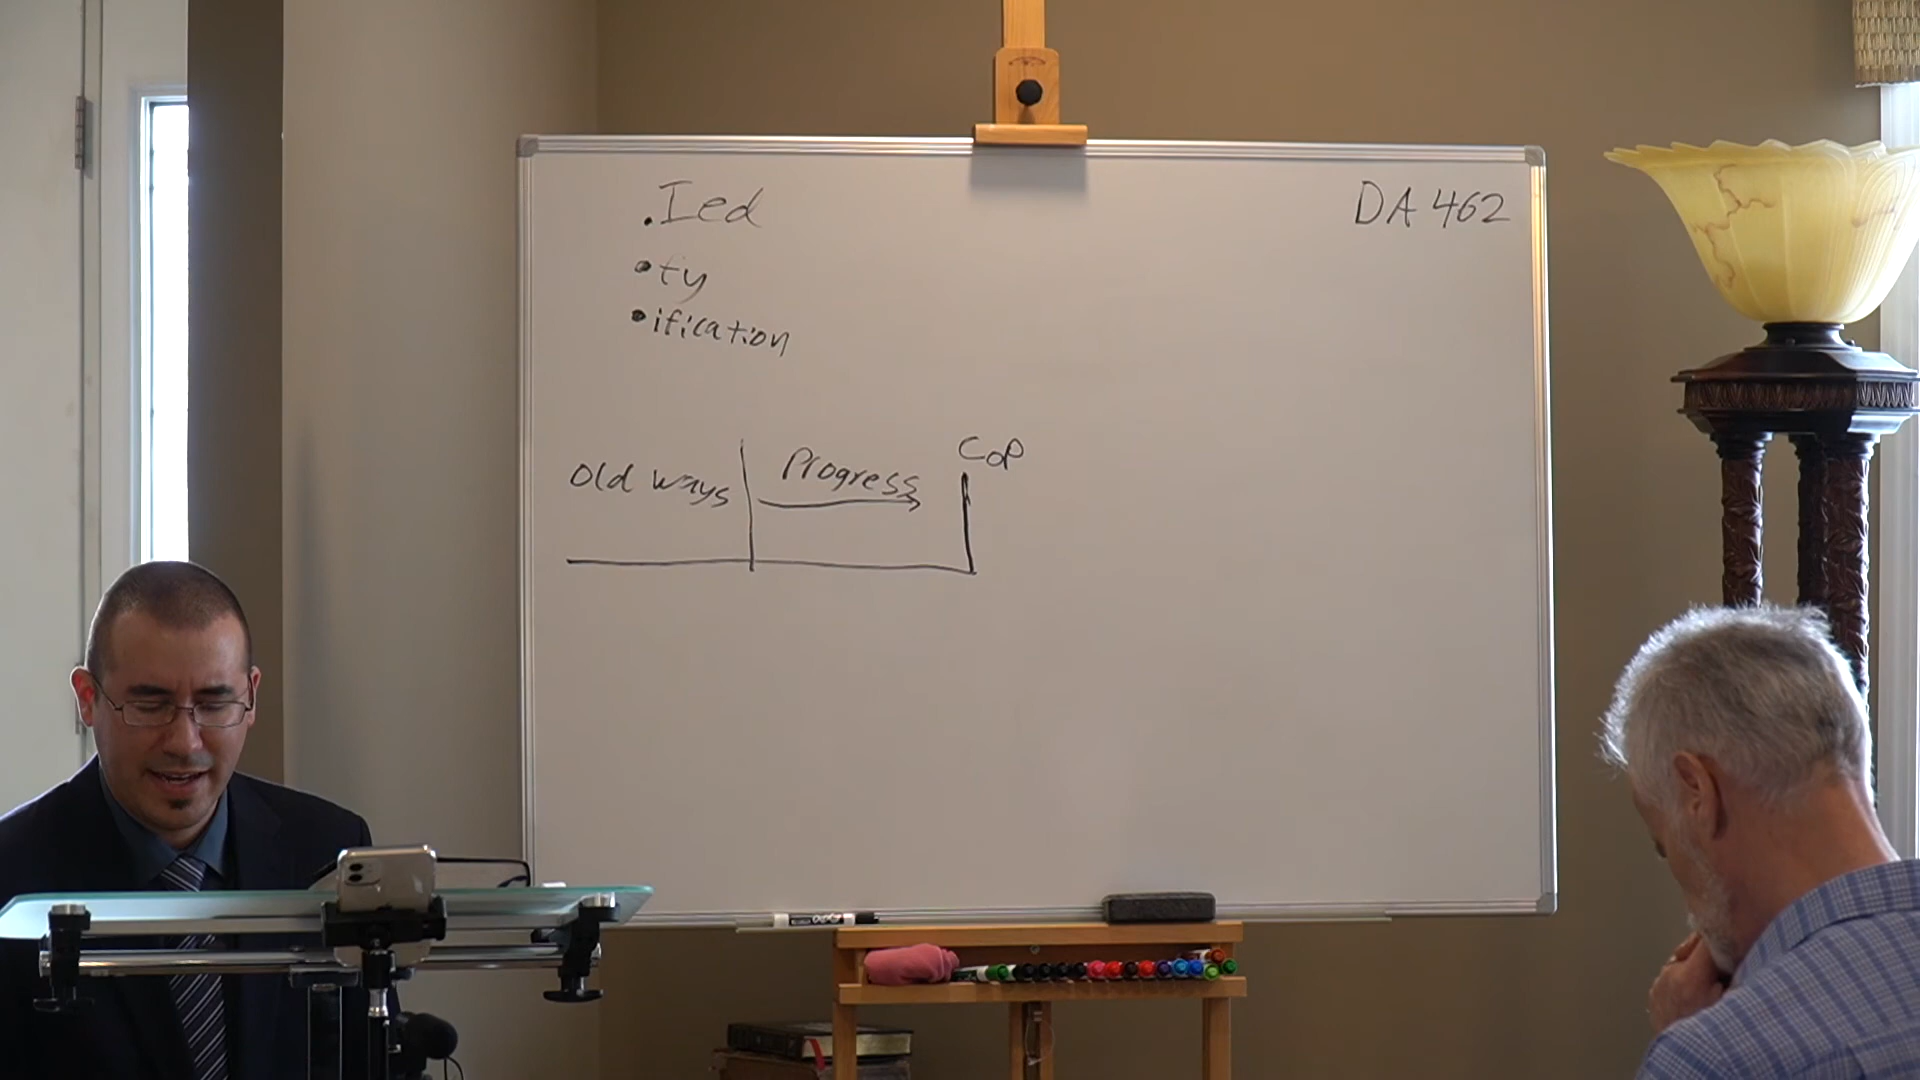 .Ied
DA 462
•ty
•ification
CoP
Old ways
Progress